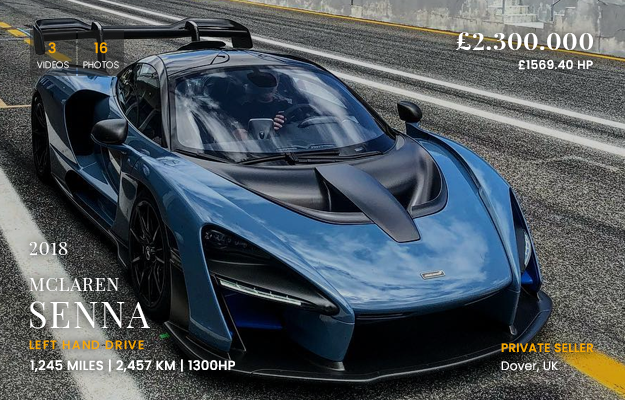 3 16
VIDEOS PHOTOS
£2.300.000
£1569.40 HP
2018
MCLAREN
SENNA
LEFT HAND DRIVE
1,245 MILES | 2,457 KM | 1300HP
PRIVATE SELLER
Dover, UK